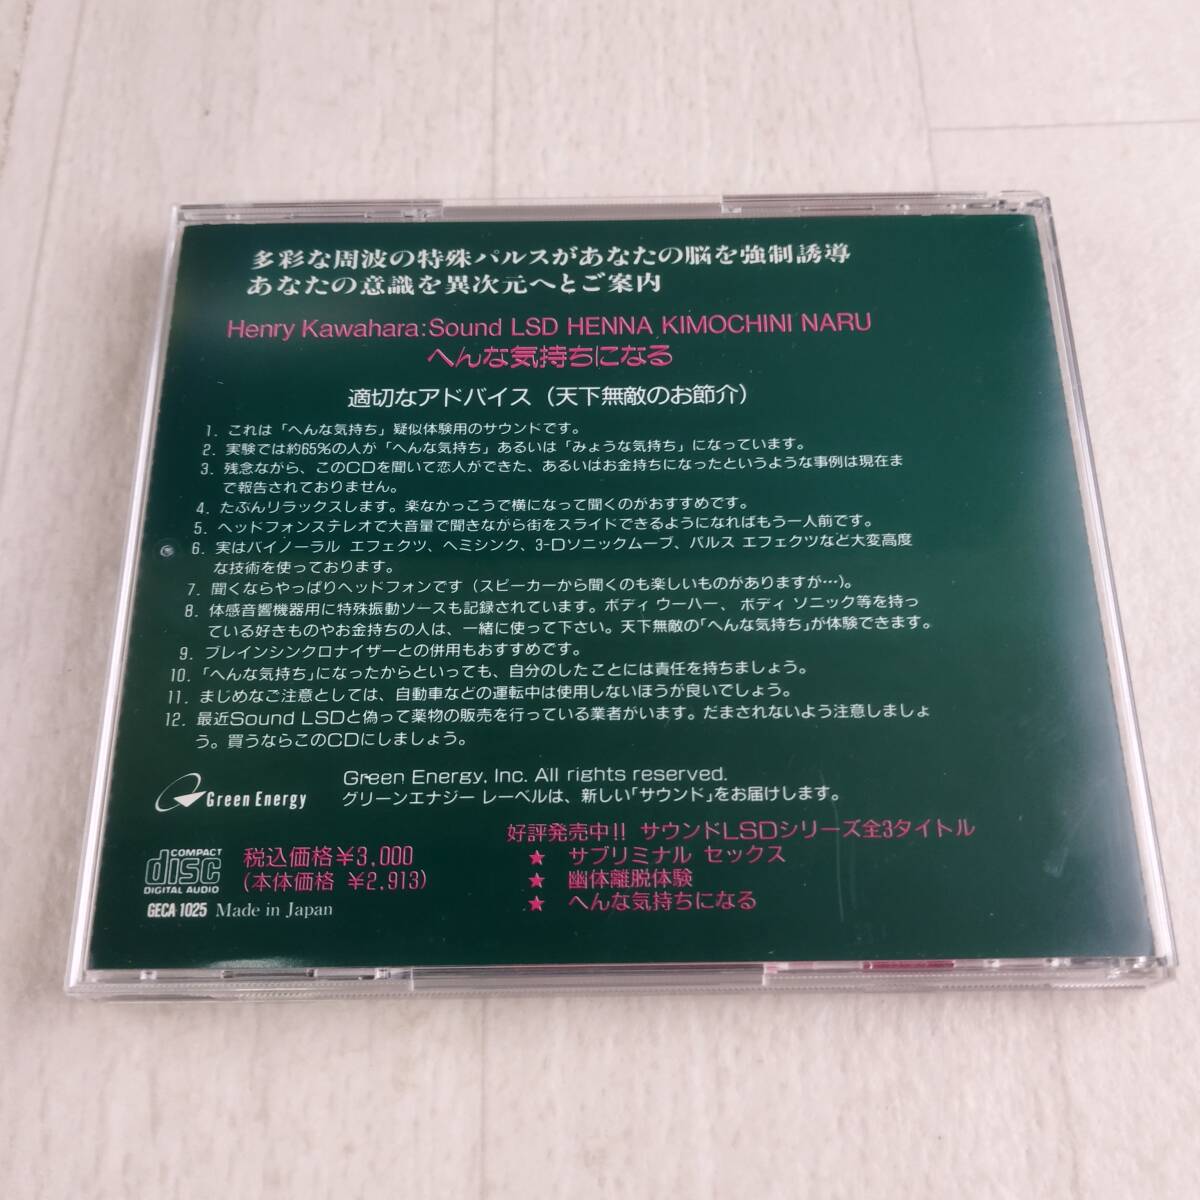 多彩な周波の特殊パルスがあなたの脳を強制誘導
あなたの意識を異次元へとご案内
Henry Kawahara:Sound LSD HENNA KIMOCHINI NARU
へんな気持ちになる
適切なアドバイス（天下無敵のお節介）
1. これは「へんな気持ち」疑似体験用のサウンドです。
2. 実験では約65%の人が「へんな気持ち」あるいは「みょうな気持ち」になっています。
3. 残念ながら、このCDを聞いて恋人ができた、あるいはお金持ちになったというような事例は現在ま
で報告されておりません。
4. たぶんリラックスします。楽なかっこうで横になって聞くのがおすすめです。
5. ヘッドフォンステレオで大音量で聞きながら街をスライドできるようになればもう一人前です。
6. 実はバイノーラル エフェクツ、ヘミシンク、3-Dソニックムーブ、パルス エフェクツなど大変高度
な技術を使っております。
7. 聞くならやっぱりヘッドフォンです（スピーカーから聞くのも楽しいものがありますが…）。
8. 体感音響機器用に特殊振動ソースも記録されています。ボディ ウーハー、ボディ ソニック等を持っ
ている好きものやお金持ちの人は、一緒に使って下さい。天下無敵の「へんな気持ち」が体験できます。
9. ブレインシンクロナイザーとの併用もおすすめです。
10. 「へんな気持ち」になったからといっても、自分のしたことには責任を持ちましょう。
11. まじめなご注意としては、自動車などの運転中は使用しないほうが良いでしょう。
12. 最近Sound LSDと偽って薬物の販売を行っている業者がいます。だまされないよう注意しましょ
う。買うならこのCDにしましょう。
Green Energy
Green Energy, Inc. All rights reserved.
グリーンエナジー レーベルは、新しい「サウンド」をお届けします。
COMPACT
disc
DIGITAL AUDIO
税込価格¥3,000
(本体価格 ¥2,913)
GECA-1025 Made in Japan
好評発売中!! サウンドLSDシリーズ全3タイトル
★ サブリミナル セックス
★ 幽体離脱体験
★ へんな気持ちになる